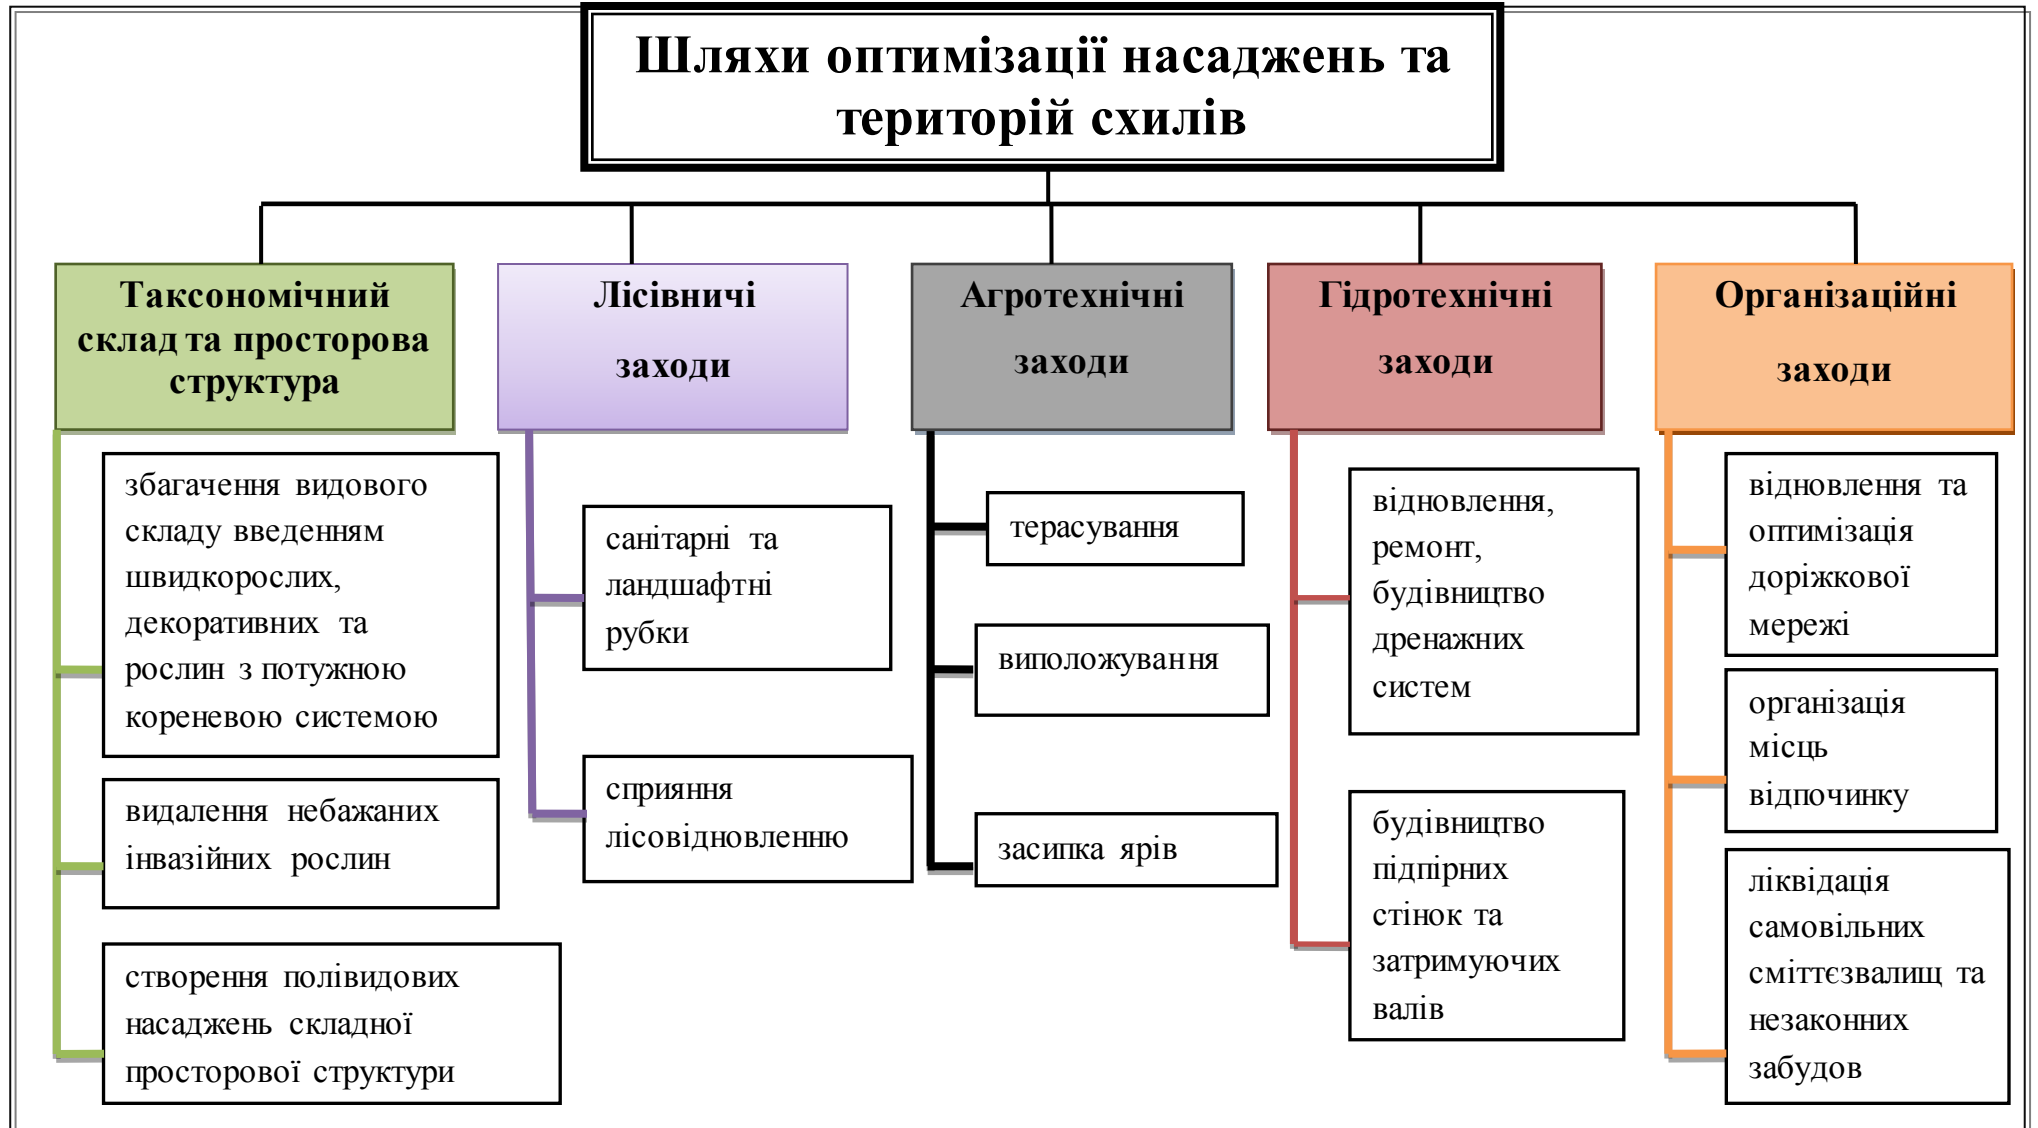 Шляхи оптимізації насаджень та
територій схилів
Таксономічний
склад та просторова
структура
збагачення видового
складу введенням
швидкорослих,
декоративних та
рослин з потужною
кореневою системою
видалення небажаних
інвазійних рослин
створення полівидових
насаджень складної
просторової структури
Лісівничі
заходи
санітарні та
ландшафтні
рубки
сприяння
лісовідновленню
Агротехнічні
заходи
терасування
виположування
засипка ярів
Гідротехнічні
заходи
відновлення,
ремонт,
будівництво
дренажних
систем
будівництво
підпірних
стінок та
затримуючих
валів
Організаційні
заходи
відновлення та
оптимізація
доріжкової
мережі
організація
місць
відпочинку
ліквідація
самовільних
сміттєзвалищ та
незаконних
забудов